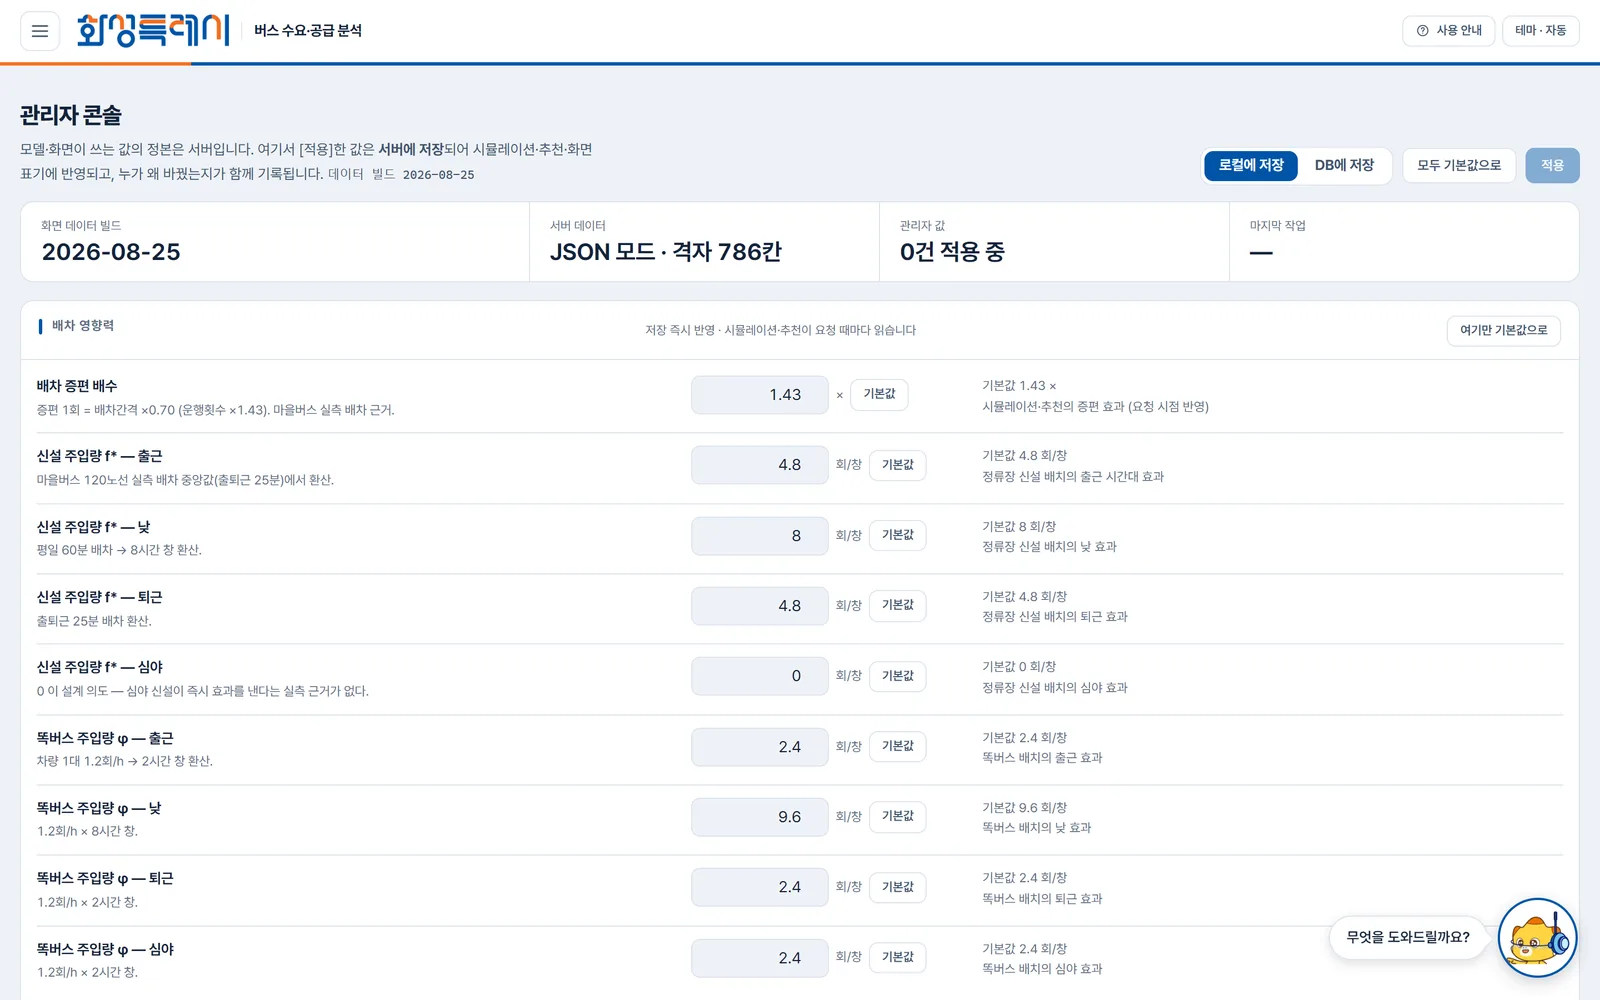 화성특례시
버스 수요·공급 분석
사용 안내
테마 · 자동
관리자 콘솔
모델·화면이 쓰는 값의 정본은 서버입니다. 여기서 [적용]한 값은 서버에 저장되어 시뮬레이션·추천·화면
표기에 반영되고, 누가 왜 바꿨는지가 함께 기록됩니다. 데이터 빌드 2026-08-25
로컬에 저장
DB에 저장
모두 기본값으로
적용
화면 데이터 빌드
2026-08-25
서버 데이터
JSON 모드 · 격자 786칸
관리자 값
0건 적용 중
마지막 작업
—
배차 영향력
저장 즉시 반영 · 시뮬레이션·추천이 요청 때마다 읽습니다
여기만 기본값으로
배차 증편 배수
증편 1회 = 배차간격 ×0.70 (운행횟수 ×1.43). 마을버스 실측 배차 근거.
1.43 × 기본값
기본값 1.43 ×
시뮬레이션·추천의 증편 효과 (요청 시점 반영)
신설 주입량 f* — 출근
마을버스 120노선 실측 배차 중앙값(출퇴근 25분)에서 환산.
4.8 회/창 기본값
기본값 4.8 회/창
정류장 신설 배치의 출근 시간대 효과
신설 주입량 f* — 낮
평일 60분 배차 → 8시간 창 환산.
8 회/창 기본값
기본값 8 회/창
정류장 신설 배치의 낮 효과
신설 주입량 f* — 퇴근
출퇴근 25분 배차 환산.
4.8 회/창 기본값
기본값 4.8 회/창
정류장 신설 배치의 퇴근 효과
신설 주입량 f* — 심야
0 이 설계 의도 — 심야 신설이 즉시 효과를 낸다는 실측 근거가 없다.
0 회/창 기본값
기본값 0 회/창
정류장 신설 배치의 심야 효과
똑버스 주입량 φ — 출근
차량 1대 1.2회/h → 2시간 창 환산.
2.4 회/창 기본값
기본값 2.4 회/창
똑버스 배치의 출근 효과
똑버스 주입량 φ — 낮
1.2회/h × 8시간 창.
9.6 회/창 기본값
기본값 9.6 회/창
똑버스 배치의 낮 효과
똑버스 주입량 φ — 퇴근
1.2회/h × 2시간 창.
2.4 회/창 기본값
기본값 2.4 회/창
똑버스 배치의 퇴근 효과
똑버스 주입량 φ — 심야
1.2회/h × 2시간 창.
2.4 회/창 기본값
기본값 2.4 회/창
똑버스 배치의 심야 효과
무엇을 도와드릴까요?